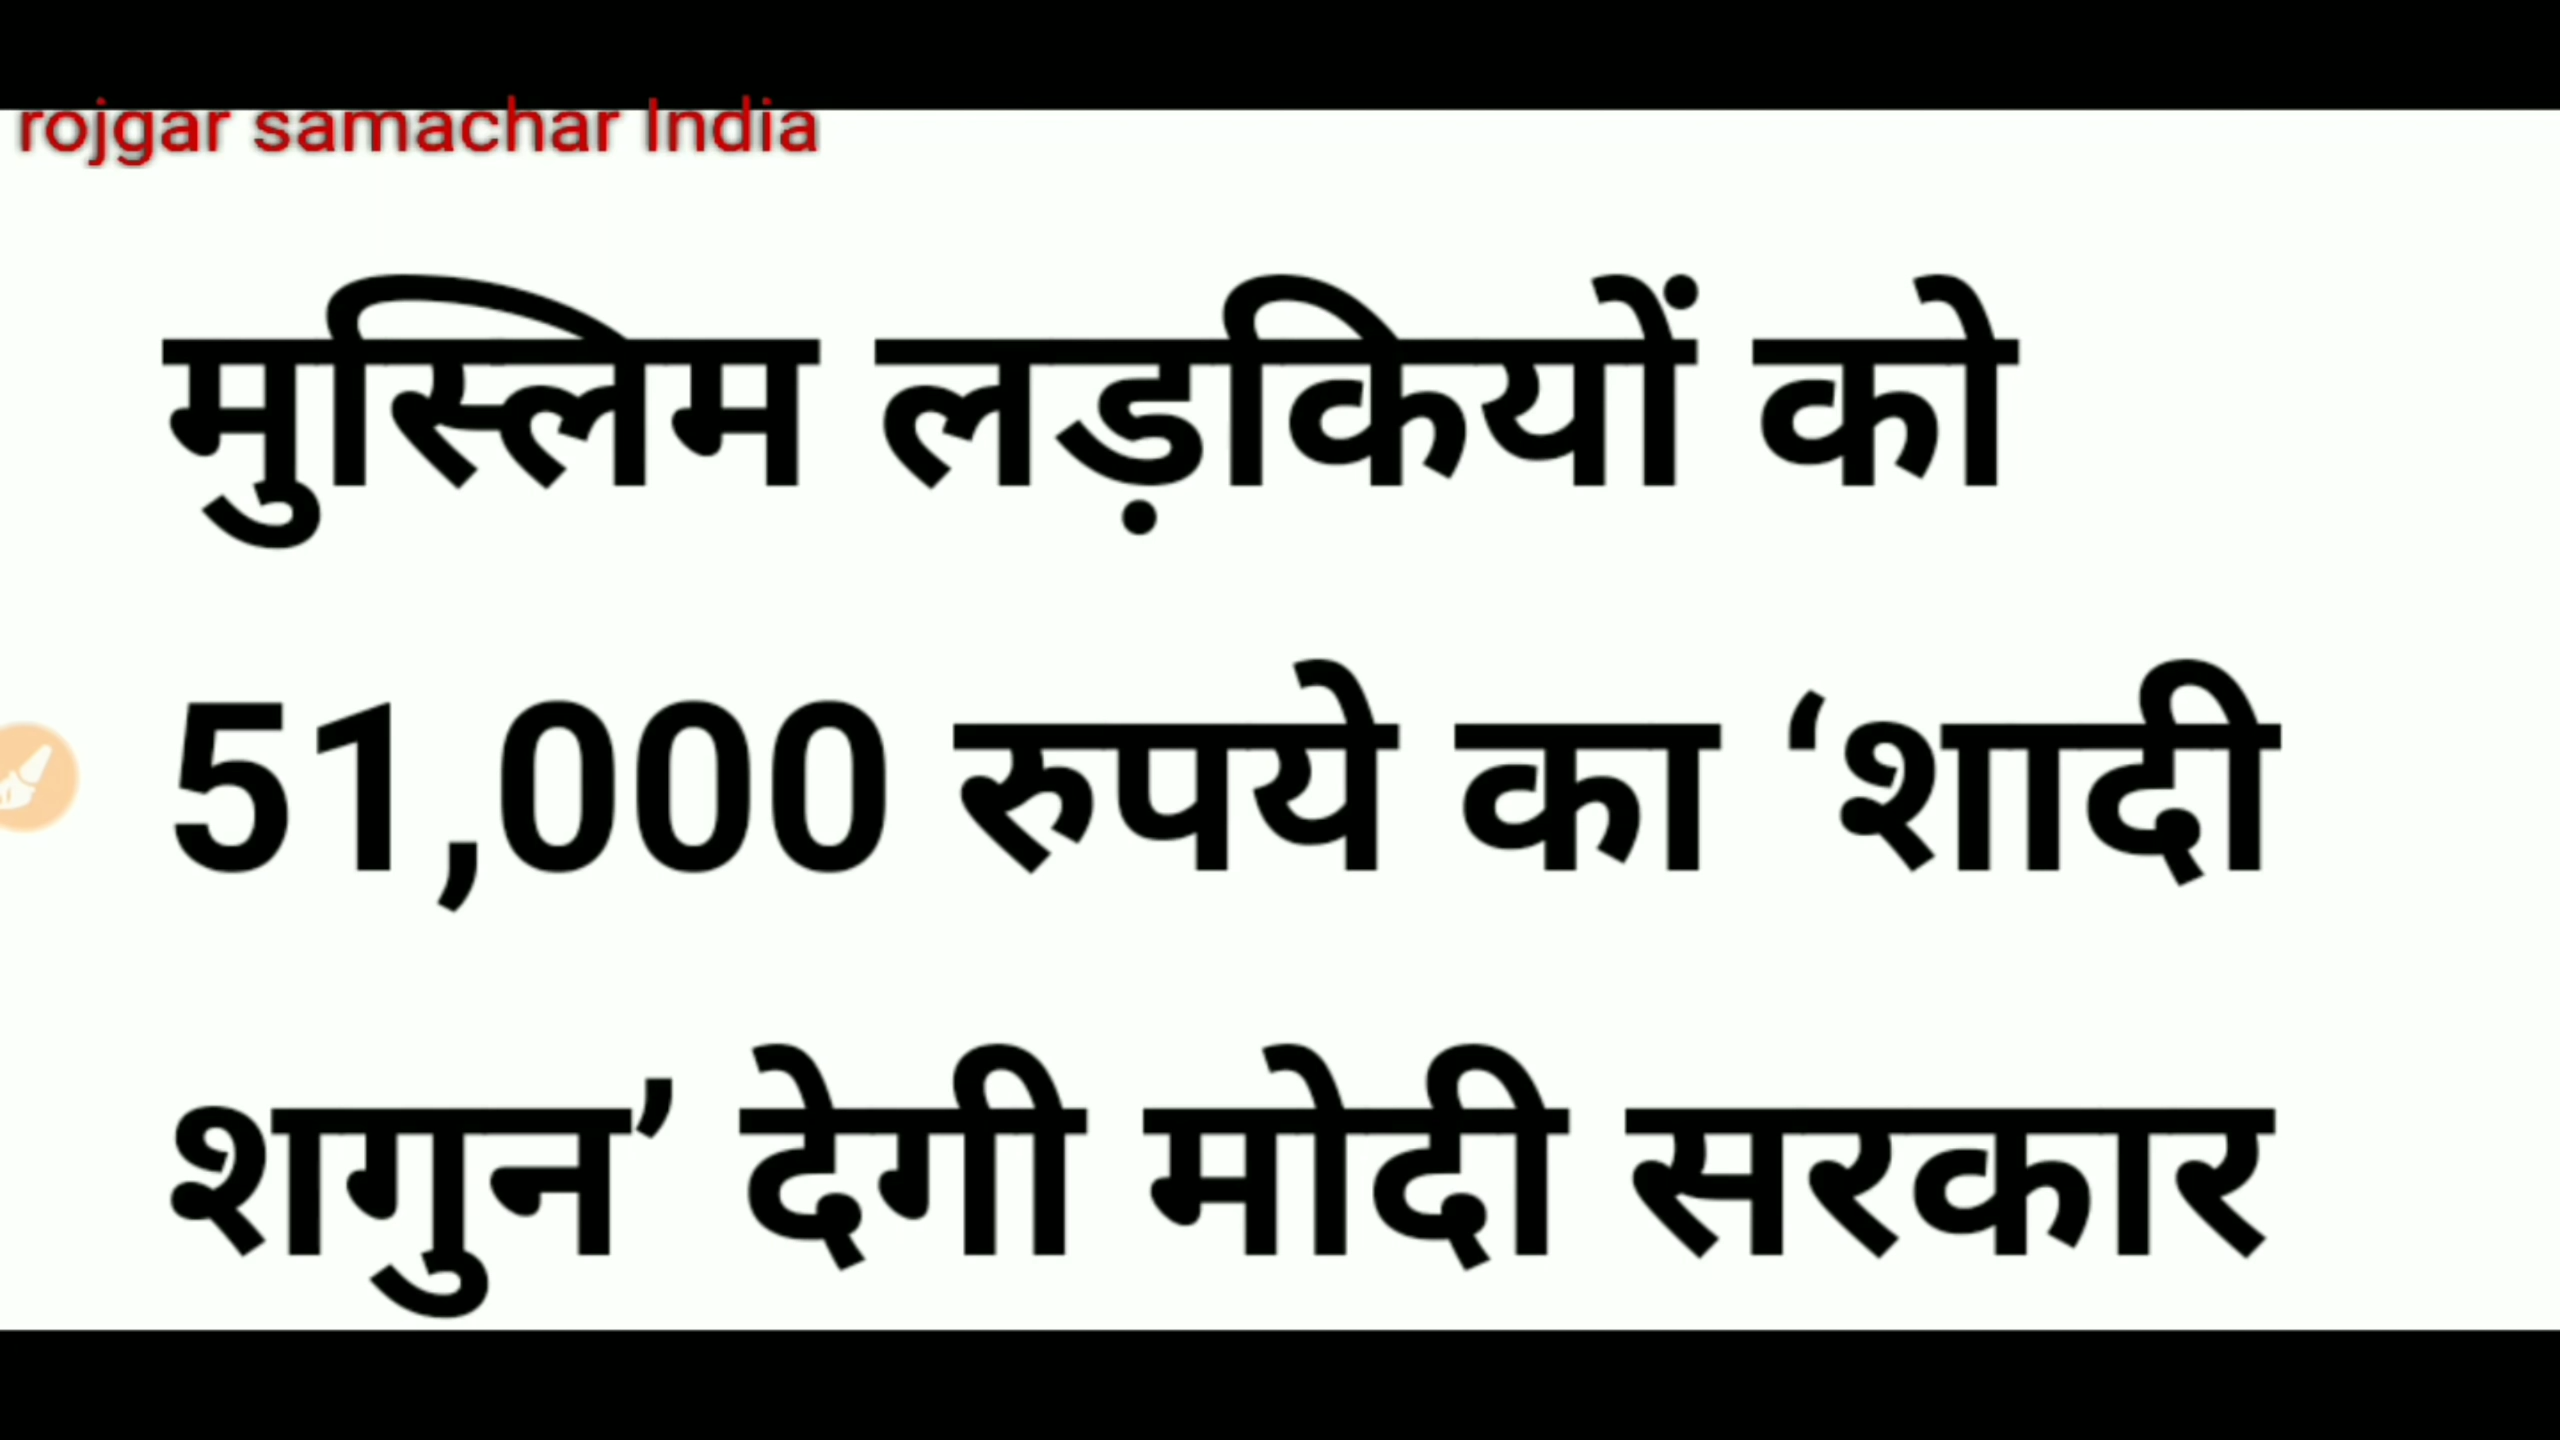 rojgar samachar India
मुस्लिम लड़कियों को
51,000 रुपये का ‘शादी
शगुन’ देगी मोदी सरकार